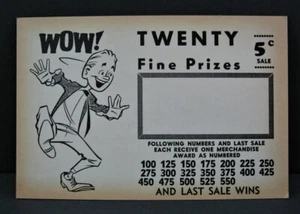 WOW!
TWENTY
Fine Prizes
5¢
SALE
FOLLOWING NUMBERS AND LAST SALE
EACH RECEIVE ONE MERCHANDISE
AWARD AS NUMBERED
100 125 150 175 200 225 250
275 300 325 350 375 400 425
450 475 500 525 550
AND LAST SALE WINS